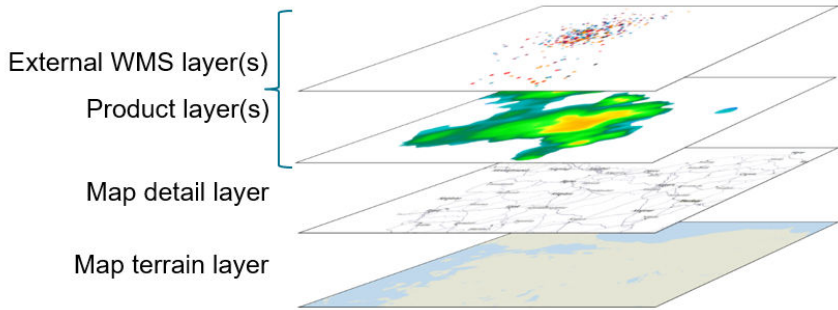 External WMS layer(s)
Product layer(s)
Map detail layer
Map terrain layer